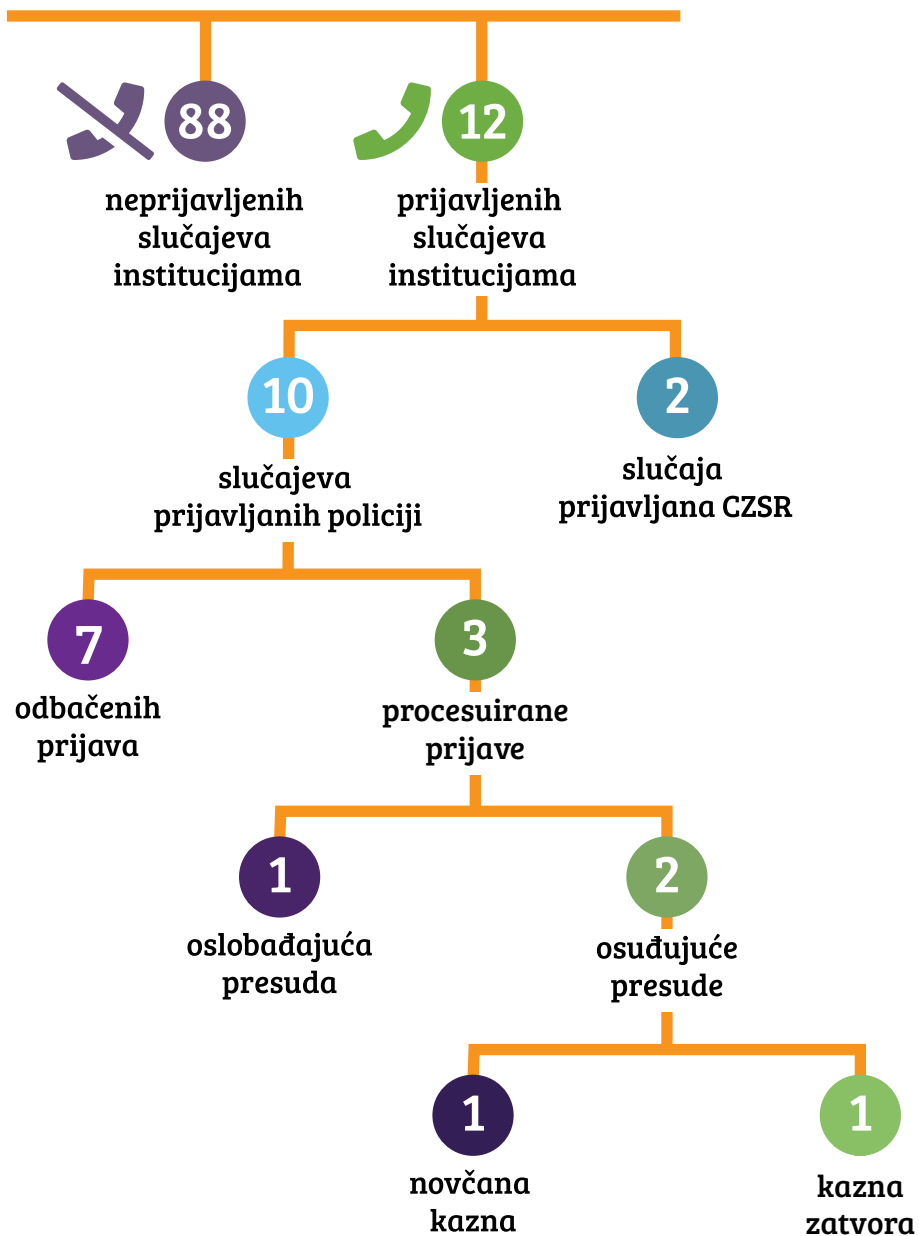 88
neprijavljenih
slučajeva
institucijama
12
prijavljenih
slučajeva
institucijama
10
slučajeva
prijavljanih policiji
2
slučaja
prijavljana CZSR
7
odbačenih
prijava
3
procesuirane
prijave
1
oslobađajuća
presuda
2
osuđujuće
presude
1
novčana
kazna
1
kazna
zatvora